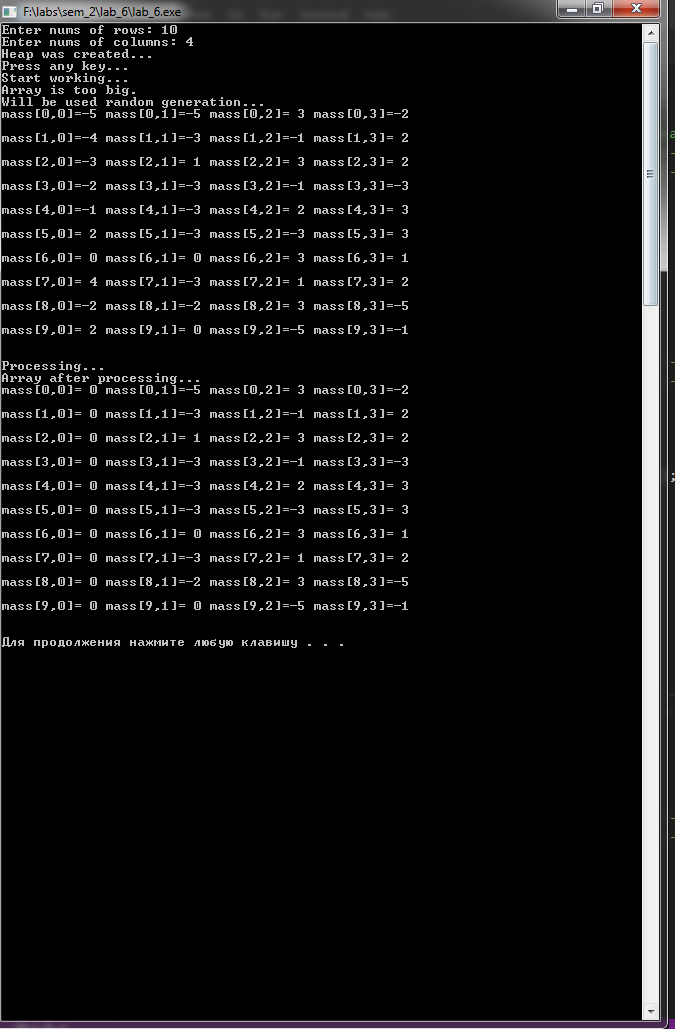 F:\labs\sem_2\lab_6\lab_6.exe
Enter nums of rows: 10
Enter nums of columns: 4
Heap was created...
Press any key...
Start working...
Array is too big.
Will be used random generation...
mass[0,0]=-5 mass[0,1]=-5 mass[0,2]= 3 mass[0,3]=-2
mass[1,0]=-4 mass[1,1]=-3 mass[1,2]=-1 mass[1,3]= 2
mass[2,0]=-3 mass[2,1]= 1 mass[2,2]= 3 mass[2,3]= 2
mass[3,0]=-2 mass[3,1]=-3 mass[3,2]=-1 mass[3,3]=-3
mass[4,0]=-1 mass[4,1]=-3 mass[4,2]= 2 mass[4,3]= 3
mass[5,0]= 2 mass[5,1]=-3 mass[5,2]=-3 mass[5,3]= 3
mass[6,0]= 0 mass[6,1]= 0 mass[6,2]= 3 mass[6,3]= 1
mass[7,0]= 4 mass[7,1]=-3 mass[7,2]= 1 mass[7,3]= 2
mass[8,0]=-2 mass[8,1]=-2 mass[8,2]= 3 mass[8,3]=-5
mass[9,0]= 2 mass[9,1]= 0 mass[9,2]=-5 mass[9,3]=-1
Processing...
Array after processing...
mass[0,0]= 0 mass[0,1]=-5 mass[0,2]= 3 mass[0,3]=-2
mass[1,0]= 0 mass[1,1]=-3 mass[1,2]=-1 mass[1,3]= 2
mass[2,0]= 0 mass[2,1]= 1 mass[2,2]= 3 mass[2,3]= 2
mass[3,0]= 0 mass[3,1]=-3 mass[3,2]=-1 mass[3,3]=-3
mass[4,0]= 0 mass[4,1]=-3 mass[4,2]= 2 mass[4,3]= 3
mass[5,0]= 0 mass[5,1]=-3 mass[5,2]=-3 mass[5,3]= 3
mass[6,0]= 0 mass[6,1]= 0 mass[6,2]= 3 mass[6,3]= 1
mass[7,0]= 0 mass[7,1]=-3 mass[7,2]= 1 mass[7,3]= 2
mass[8,0]= 0 mass[8,1]=-2 mass[8,2]= 3 mass[8,3]=-5
mass[9,0]= 0 mass[9,1]= 0 mass[9,2]=-5 mass[9,3]=-1
Для продолжения нажмите любую клавишу . . .